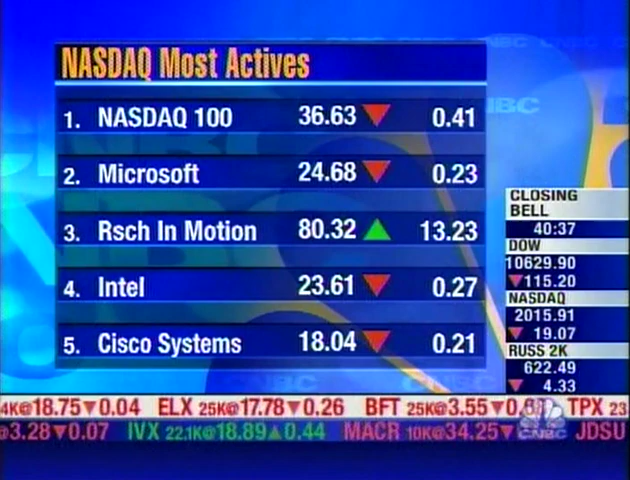 NASDAQ Most Actives
1. NASDAQ 100 36.63 ▼ 0.41
2. Microsoft 24.68 ▼ 0.23
3. Rsch In Motion 80.32 ▲ 13.23
4. Intel 23.61 ▼ 0.27
5. Cisco Systems 18.04 ▼ 0.21
CLOSING
BELL
40:37
DOW
10629.90
▼115.20
NASDAQ
2015.91
▼ 19.07
RUSS 2K
622.49
▼ 4.33
4K@18.75▼0.04 ELX 25K@17.78▼0.26 BFT 25K@3.55▼0. TPX 23
@3.28▼0.07 IVX 22.1K@18.89▲0.44 MACR 10K@34.25▼ CNBC JDSU